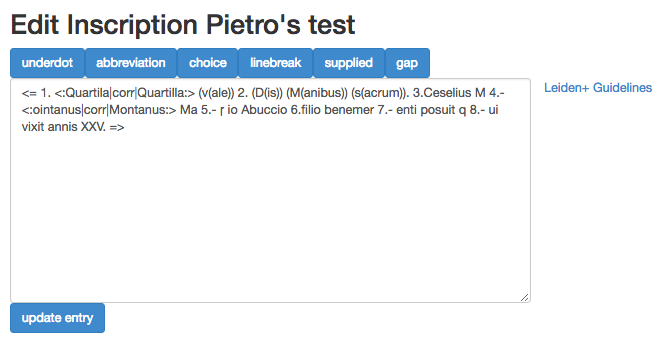 Edit Inscription Pietro's test
underdot abbreviation choice linebreak supplied gap
<= 1. <:Quartila|corr|Quartilla:> (v(ale)) 2. (D(is)) (M(anibus)) (s(acrum)). 3.Ceselius M 4.-
<:ointanus|corr|Montanus:> Ma 5.- ṛ io Abuccio 6.filio benemer 7.- enti posuit q 8.- ui
vixit annis XXV. =>
Leiden+ Guidelines
update entry